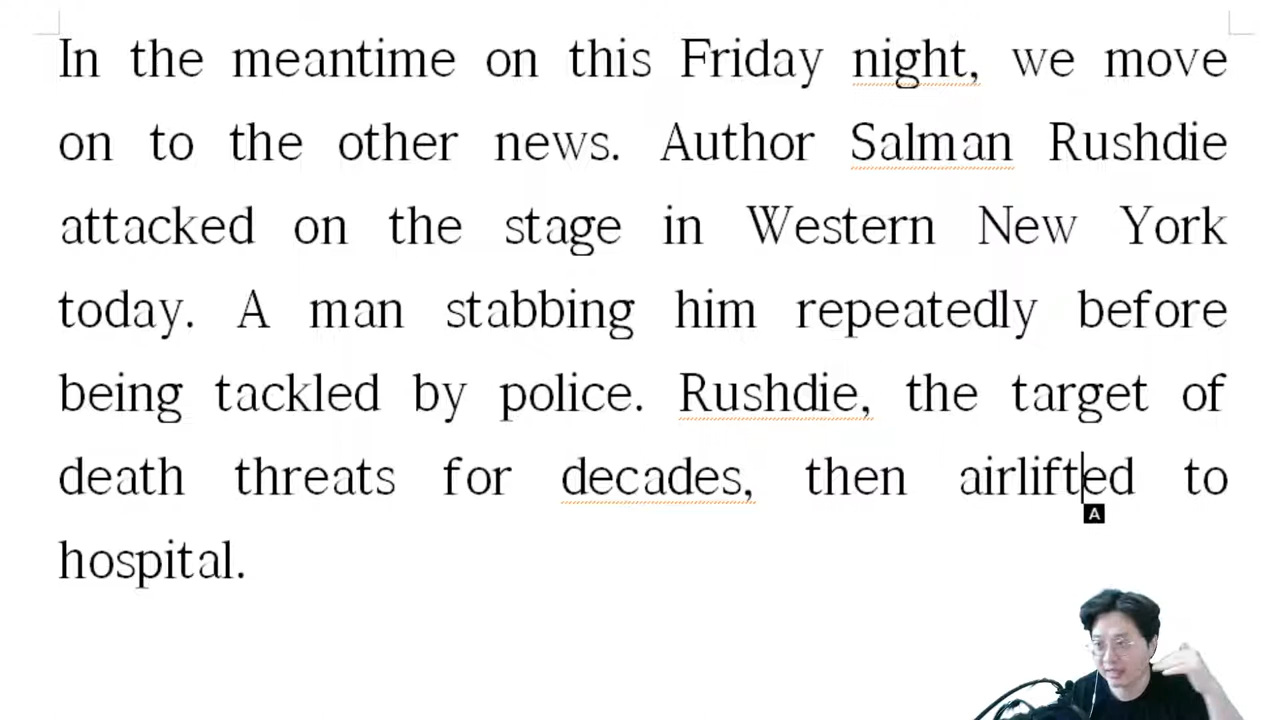 In the meantime on this Friday night, we move
on to the other news. Author Salman Rushdie
attacked on the stage in Western New York
today. A man stabbing him repeatedly before
being tackled by police. Rushdie, the target of
death threats for decades, then airlifted to
A
hospital.